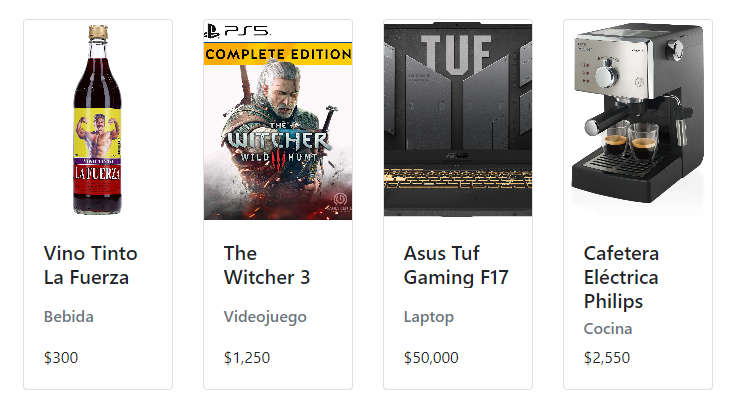 VINO TINTO
LA FUERZA
PS5
COMPLETE EDITION
THE
WITCHER
WILD HUNT
TUF
Vino Tinto
La Fuerza
Bebida
$300
The
Witcher 3
Videojuego
$1,250
Asus Tuf
Gaming F17
Laptop
$50,000
Cafetera
Eléctrica
Philips
Cocina
$2,550